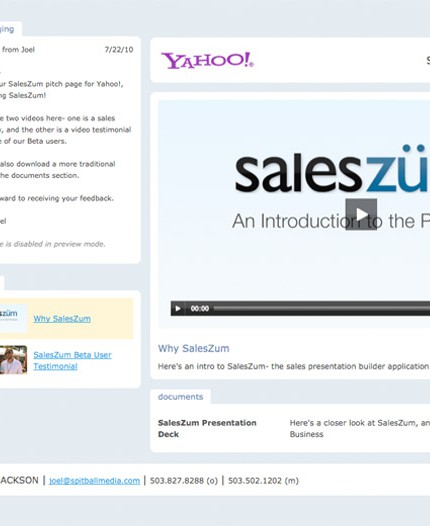 ging
from Joel 7/22/10
ur SalesZum pitch page for Yahoo!,
ng SalesZum!
e two videos here- one is a sales
, and the other is a video testimonial
e of our Beta users.
also download a more traditional
he documents section.
ward to receiving your feedback.
el
e is disabled in preview mode.
züm
Why SalesZum
SalesZum Beta User
Testimonial
YAHOO!
S
saleszü
An Introduction to the P
00:00
Why SalesZum
Here's an intro to SalesZum- the sales presentation builder application
documents
SalesZum Presentation
Deck
Here's a closer look at SalesZum, an
Business
ACKSON | joel@spitballmedia.com | 503.827.8288 (o) | 503.502.1202 (m)